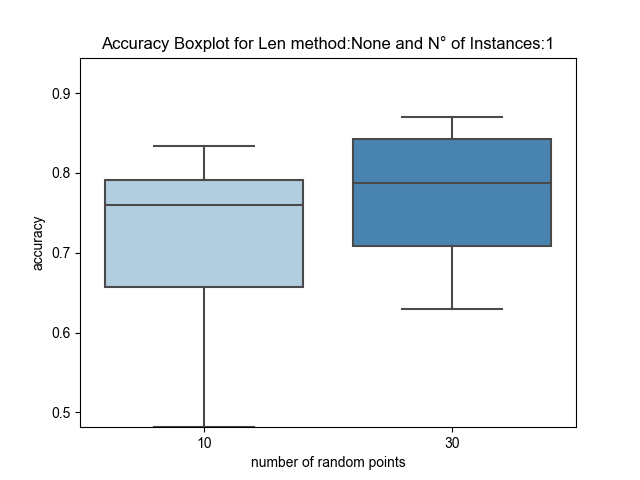 Accuracy Boxplot for Len method:None and N° of Instances:1
0.9
0.8
0.7
0.6
0.5
accuracy
10 30
number of random points